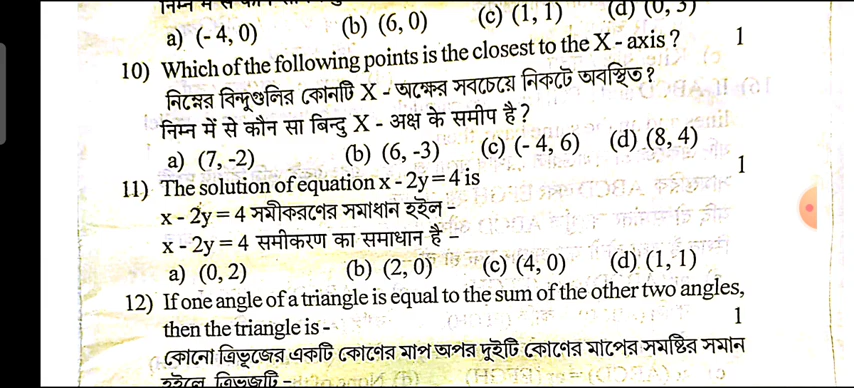 a) (- 4, 0) (b) (6, 0) (c) (1, 1) (d) (0, 3)
10) Which of the following points is the closest to the X - axis ? 1
নিম্নের বিন্দুগুলির কোনটি X - অক্ষের সবচেয়ে নিকটে অবস্থিত ?
निम्न में से कौन सा बिन्दु X - अक्ष के समीप है ?
a) (7, -2) (b) (6, -3) (c) (- 4, 6) (d) (8, 4)
11) The solution of equation x - 2y = 4 is 1
x - 2y = 4 সমীকরণের সমাধান হইল -
x - 2y = 4 समीकरण का समाधान है -
a) (0, 2) (b) (2, 0) (c) (4, 0) (d) (1, 1)
12) If one angle of a triangle is equal to the sum of the other two angles,
then the triangle is - 1
কোনো ত্রিভূজের একটি কোণের মাপ অপর দুইটি কোণের মাপের সমষ্টির সমান
হইলে ত্রিভূজটি -